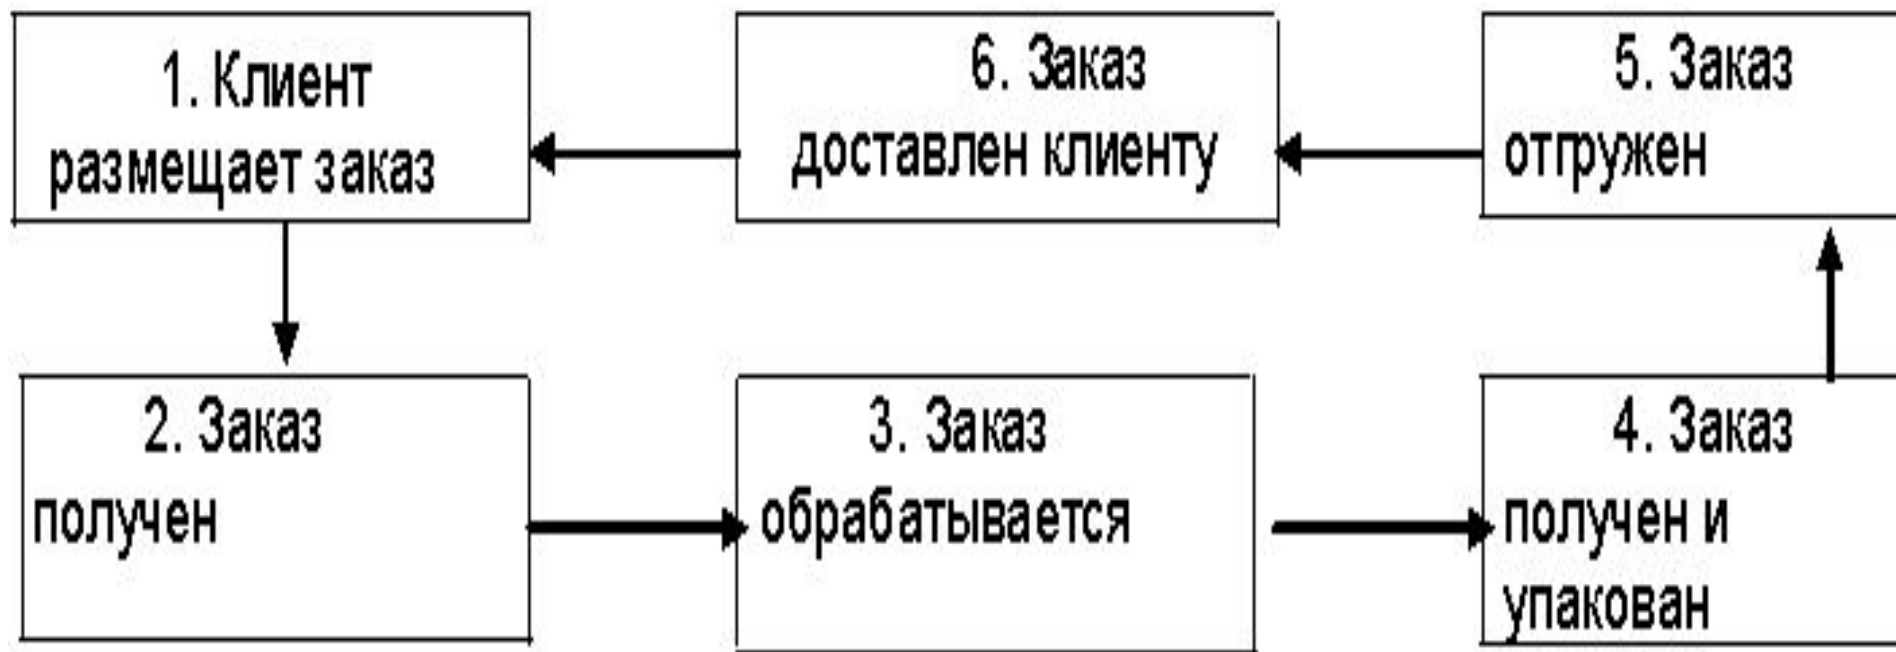 1. Клиент
размещает заказ
6. Заказ
доставлен клиенту
5. Заказ
отгружен
2. Заказ
получен
3. Заказ
обрабатывается
4. Заказ
получен и
упакован